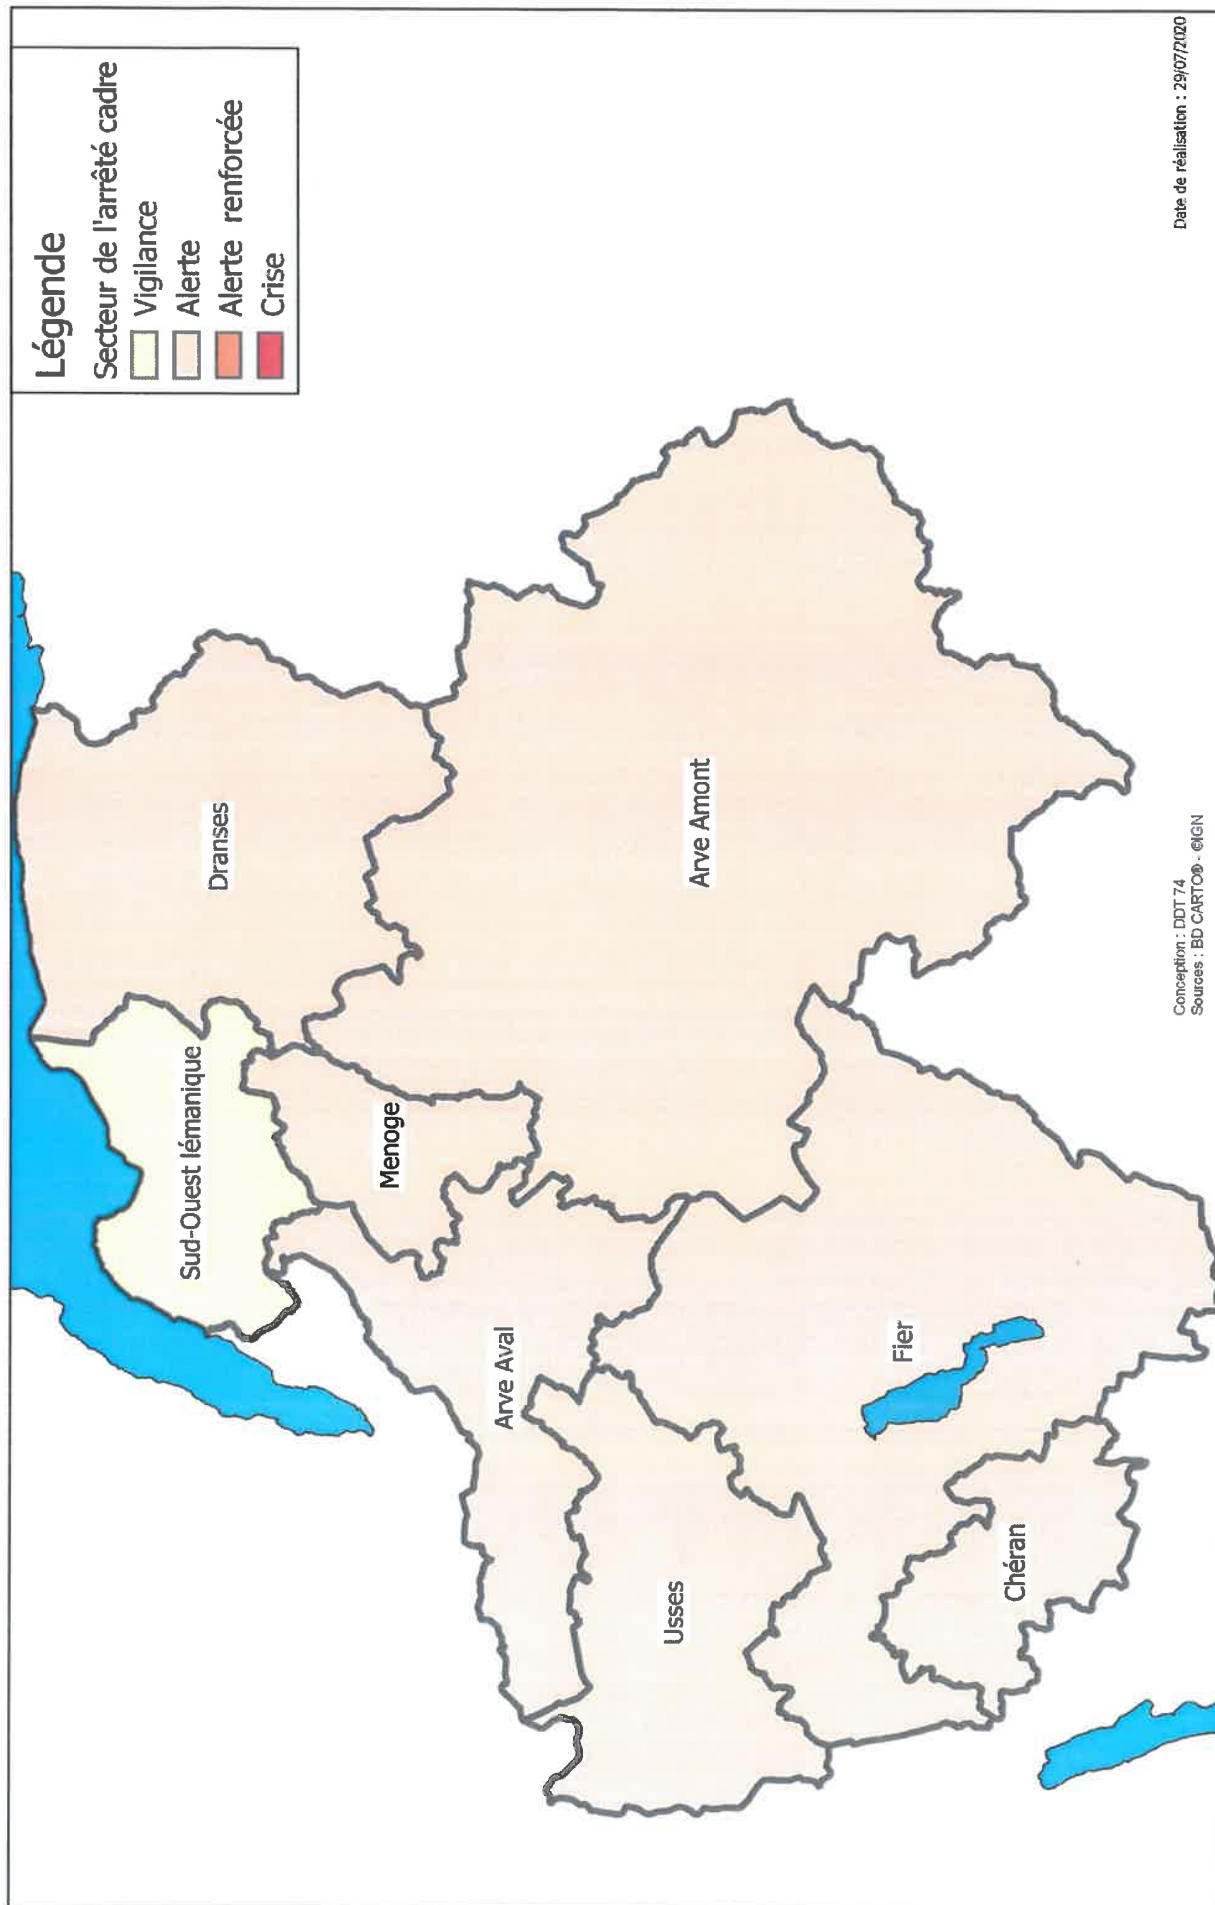 Légende
Secteur de l'arrêté cadre
Vigilance
Alerte
Alerte renforcée
Crise
Dranses
Sud-Ouest lémanique
Menoge
Arve Amont
Arve Aval
Fier
Usses
Chéran
Conception : DDT 74
Sources : BD CARTO® - ©IGN
Date de réalisation : 29/07/2020